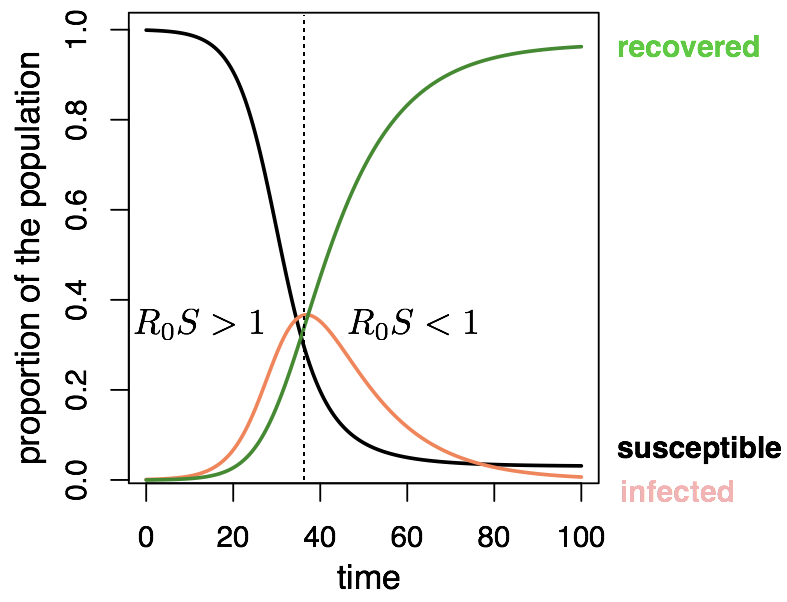 proportion of the population
1.0
0.8
0.6
0.4
0.2
0.0
R₀S > 1
R₀S < 1
recovered
susceptible
infected
0 20 40 60 80 100
time